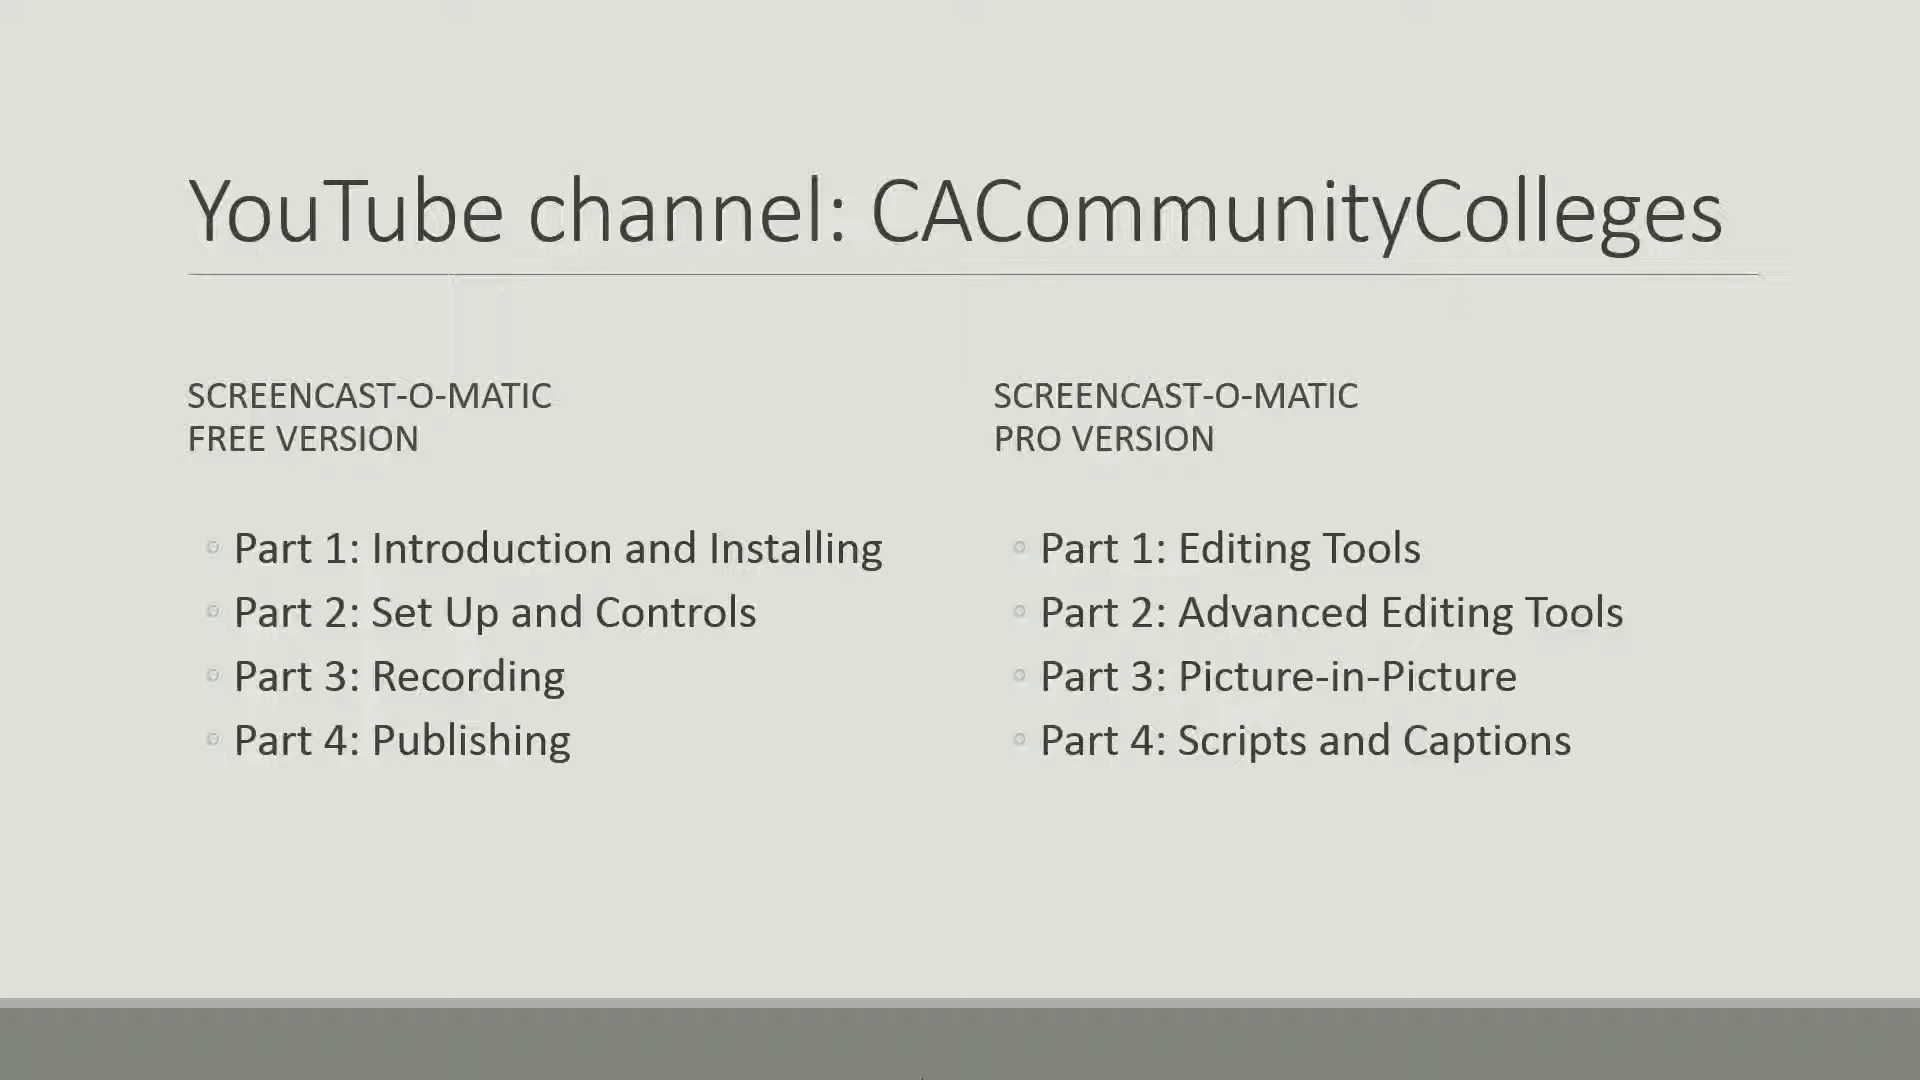 YouTube channel: CACommunityColleges
SCREENCAST-O-MATIC
FREE VERSION
Part 1: Introduction and Installing
Part 2: Set Up and Controls
Part 3: Recording
Part 4: Publishing
SCREENCAST-O-MATIC
PRO VERSION
Part 1: Editing Tools
Part 2: Advanced Editing Tools
Part 3: Picture-in-Picture
Part 4: Scripts and Captions